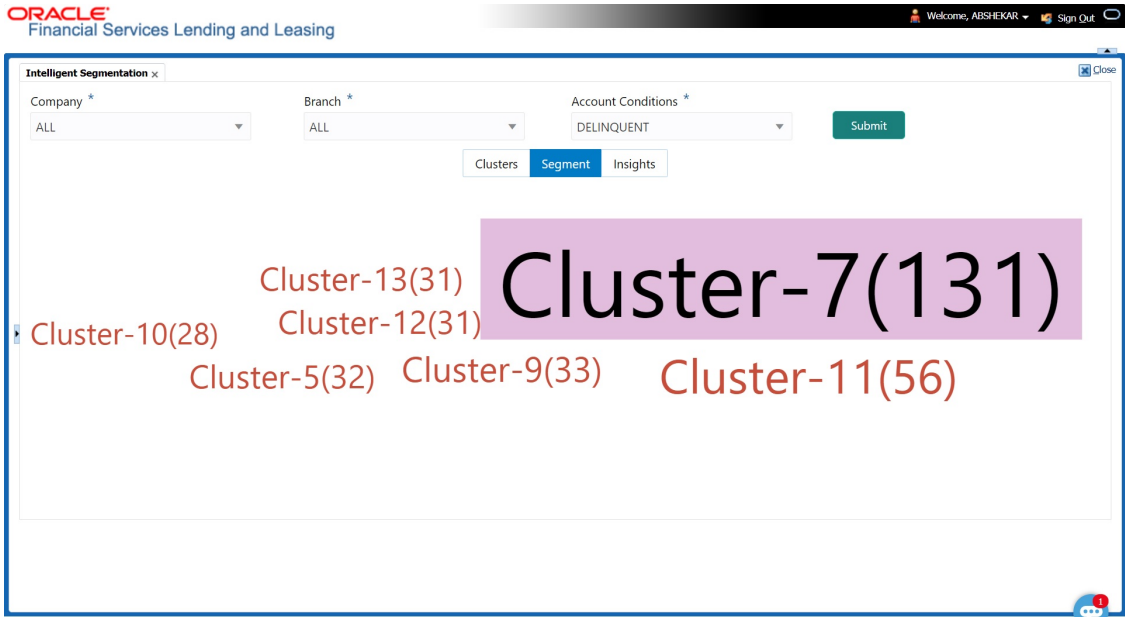 ORACLE®
Financial Services Lending and Leasing
Welcome, ABSHEKAR
Sign Out
Intelligent Segmentation x
Close
Company *
Branch *
Account Conditions *
ALL
ALL
DELINQUENT
Submit
Clusters
Segment
Insights
Cluster-7(131)
Cluster-13(31)
Cluster-12(31)
Cluster-10(28)
Cluster-5(32)
Cluster-9(33)
Cluster-11(56)
1